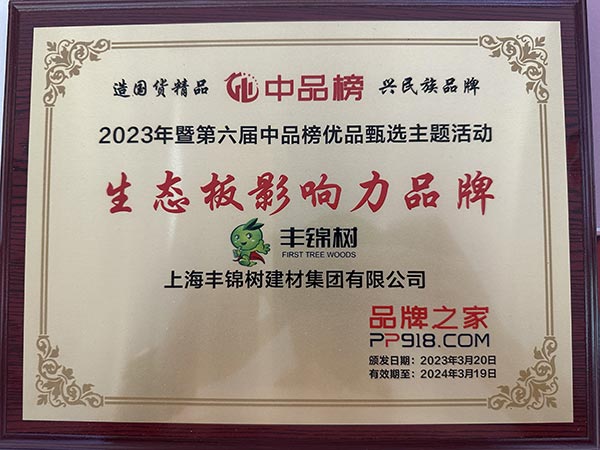 造国货精品 中品榜 兴民族品牌
2023年暨第六届中品榜优品甄选主题活动
生态板影响力品牌
丰锦树
FIRST TREE WOODS
上海丰锦树建材集团有限公司
品牌之家
PP918.COM
颁发日期：2023年3月20日
有效期至：2024年3月19日